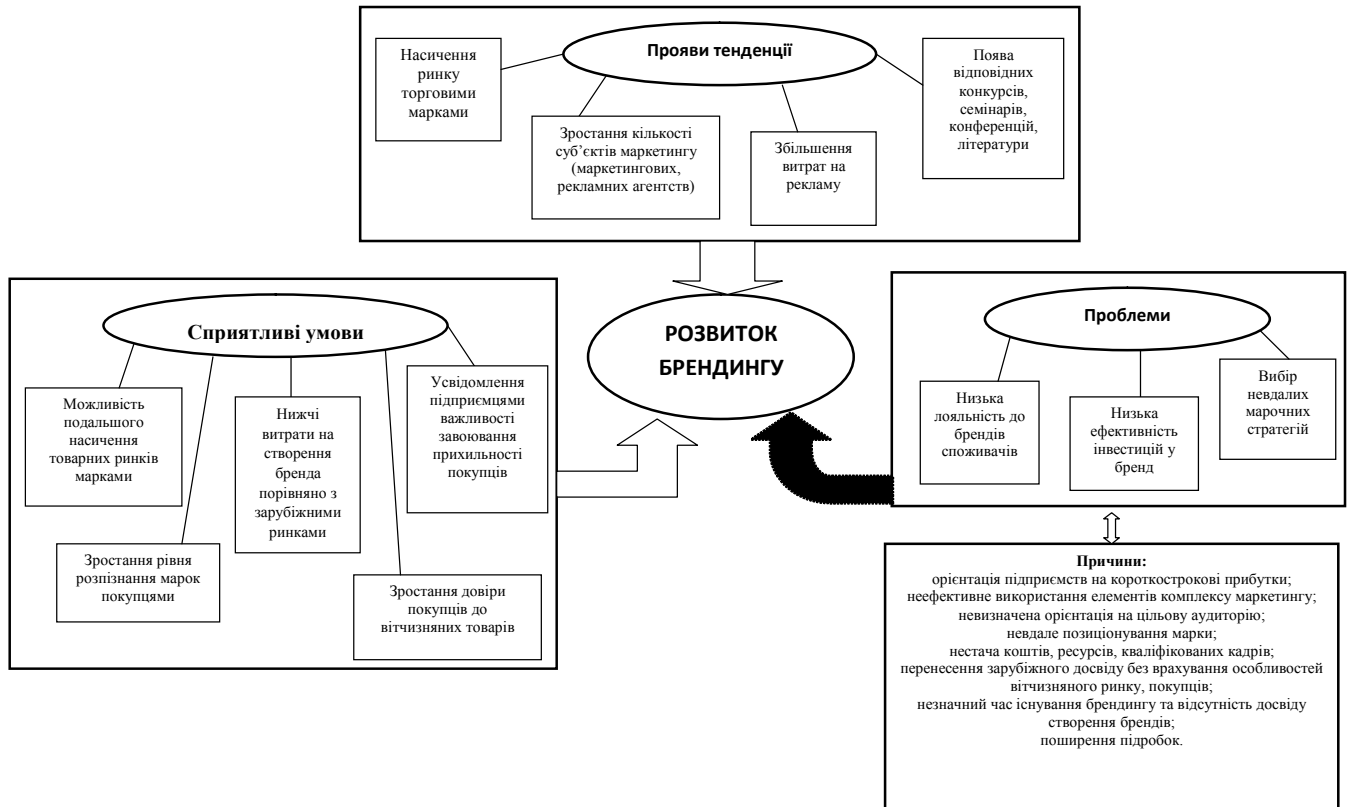 Прояви тенденції
Насичення
ринку
торговими
марками
Зростання кількості
суб’єктів маркетингу
(маркетингових,
рекламних агентств)
Збільшення
витрат на
рекламу
Поява
відповідних
конкурсів,
семінарів,
конференцій,
літератури
Сприятливі умови
Можливість
подальшого
насичення
товарних ринків
марками
Зростання рівня
розпізнання марок
покупцями
Нижчі
витрати на
створення
бренда
порівняно з
зарубіжними
ринками
Зростання довіри
покупців до
вітчизняних товарів
Усвідомлення
підприємцями
важливості
завоювання
прихильності
покупців
РОЗВИТОК
БРЕНДИНГУ
Проблеми
Низька
лояльність до
брендів
споживачів
Низька
ефективність
інвестицій у
бренд
Вибір
невдалих
марочних
стратегій
Причини:
орієнтація підприємств на короткострокові прибутки;
неефективне використання елементів комплексу маркетингу;
невизначена орієнтація на цільову аудиторію;
невдале позиціонування марки;
нестача коштів, ресурсів, кваліфікованих кадрів;
перенесення зарубіжного досвіду без врахування особливостей
вітчизняного ринку, покупців;
незначний час існування брендингу та відсутність досвіду
створення брендів;
поширення підробок.